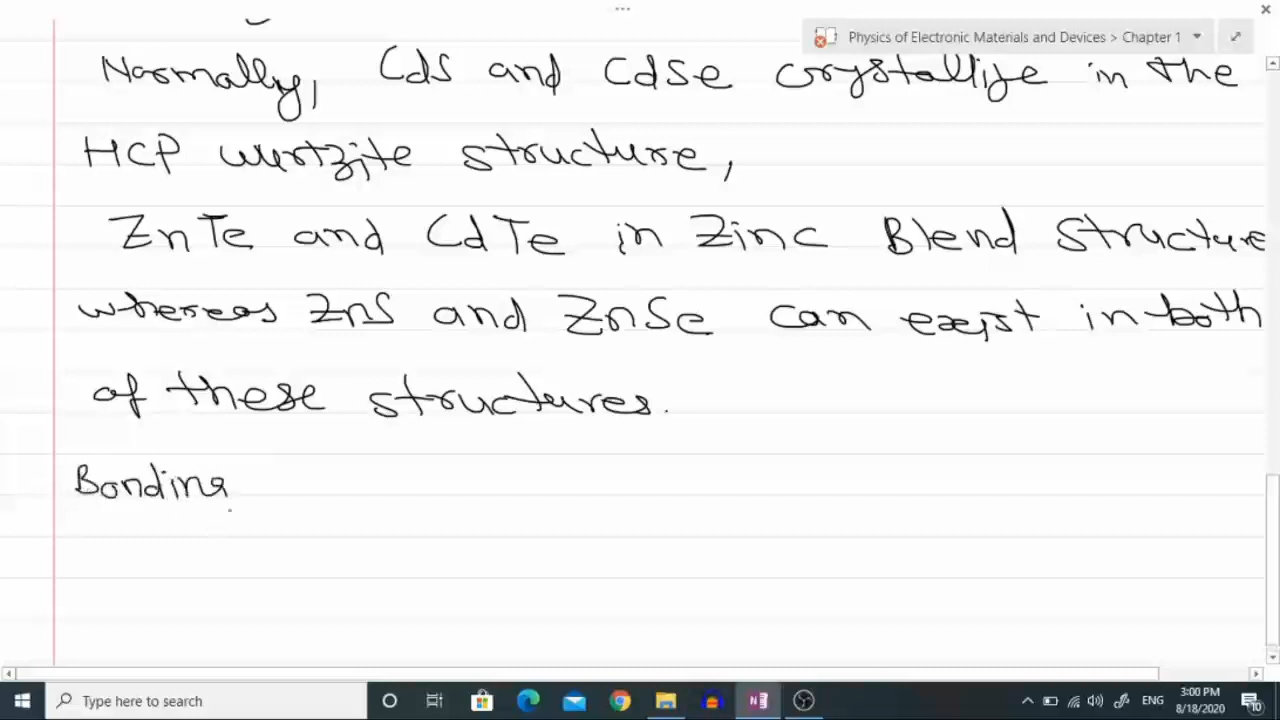 Physics of Electronic Materials and Devices > Chapter 1
Normally, CdS and CdSe crystallize in the
HCP wurtzite structure,
ZnTe and CdTe in Zinc Blend structure
whereas ZnS and ZnSe can exist in both
of these structures.
Bonding
Type here to search
ENG
3:00 PM
8/18/2020
10